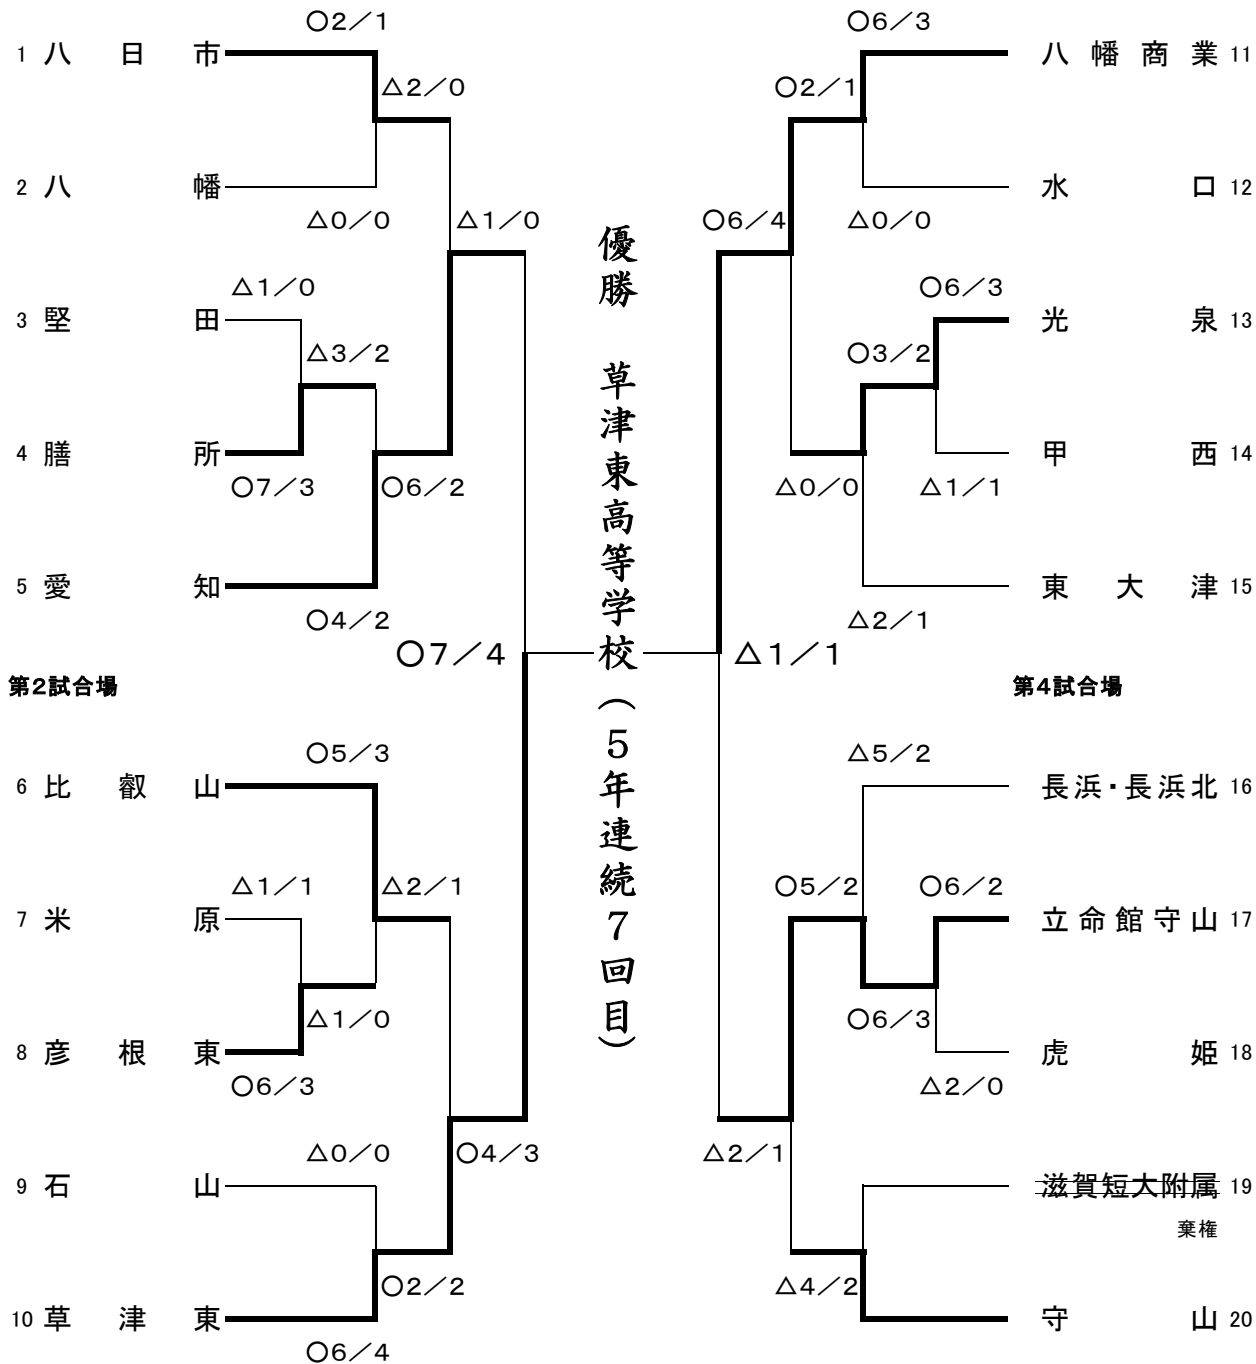 ○2／1
1 八日市
△2／0
2 八幡
△0／0
△1／0
△1／0
3 堅田
△3／2
4 膳所
○7／3
○6／2
5 愛知
○4／2
○7／4
第2試合場
○5／3
6 比叡山
△1／1
△2／1
7 米原
△1／0
8 彦根東
○6／3
△0／0
○4／3
9 石山
○2／2
10 草津東
○6／4
優勝 草津東高等学校（5年連続7回目）
○6／3
八幡商業 11
○2／1
水口 12
○6／4
△0／0
○6／3
光泉 13
○3／2
甲西 14
△0／0
△1／1
東大津 15
△2／1
△1／1
第4試合場
△5／2
長浜・長浜北 16
○5／2
○6／2
立命館守山 17
○6／3
虎姫 18
△2／0
△2／1
滋賀短大附属 19
棄権
△4／2
守山 20